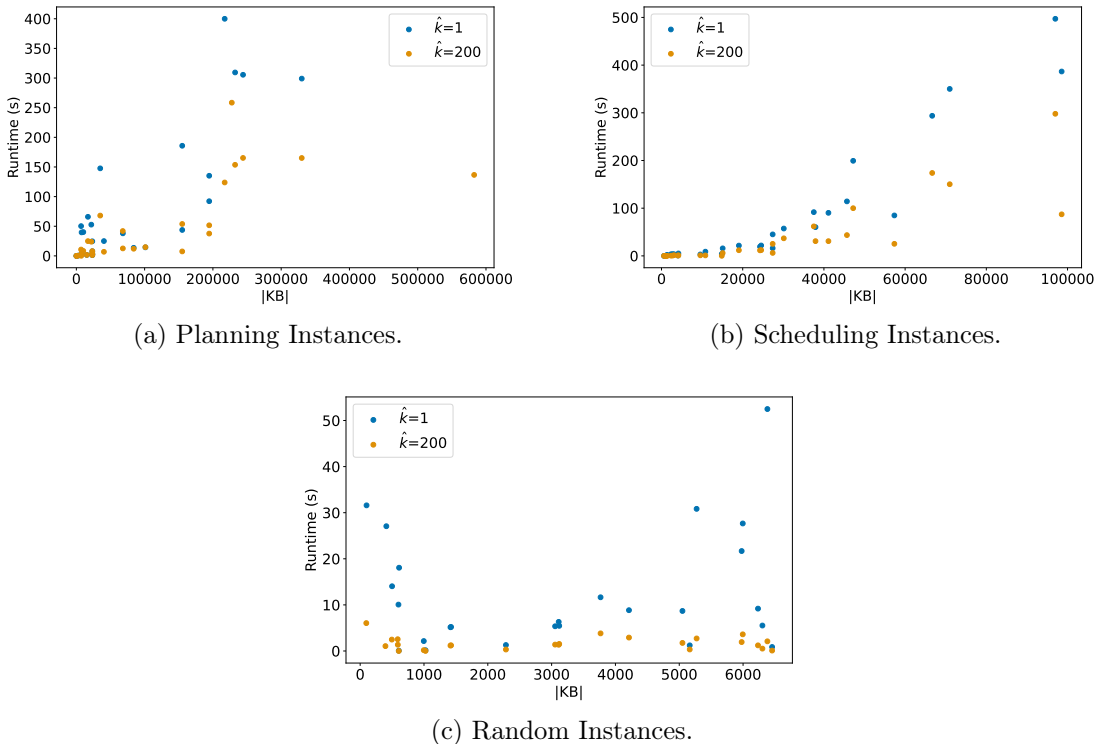 400
350
300
250
200
150
100
50
0
Runtime (s)
k̂=1
k̂=200
0 100000 200000 300000 400000 500000 600000
|KB|
(a) Planning Instances.
500
400
300
200
100
0
Runtime (s)
k̂=1
k̂=200
0 20000 40000 60000 80000 100000
|KB|
(b) Scheduling Instances.
50
40
30
20
10
0
Runtime (s)
k̂=1
k̂=200
0 1000 2000 3000 4000 5000 6000
|KB|
(c) Random Instances.